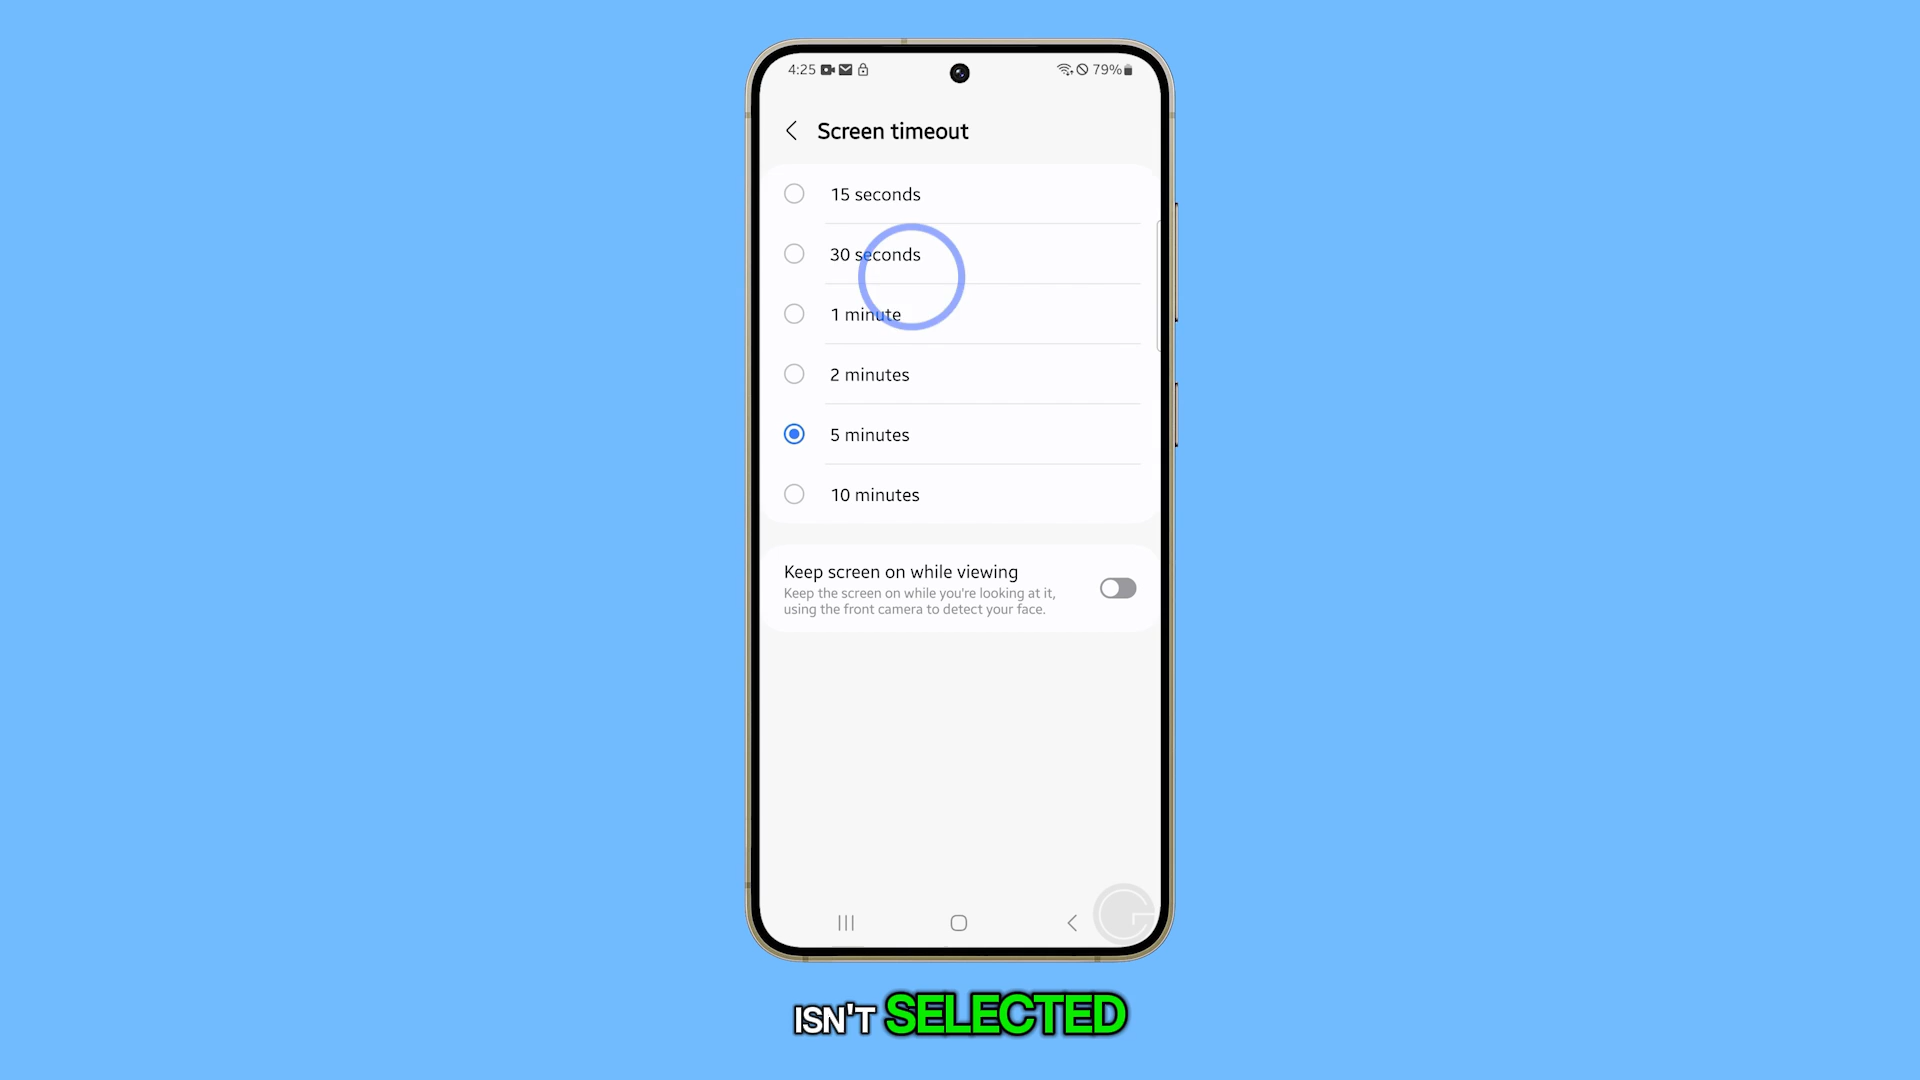 4:25 79%
Screen timeout
15 seconds
30 seconds
1 minute
2 minutes
5 minutes
10 minutes
Keep screen on while viewing
Keep the screen on while you're looking at it,
using the front camera to detect your face.
ISN'T SELECTED